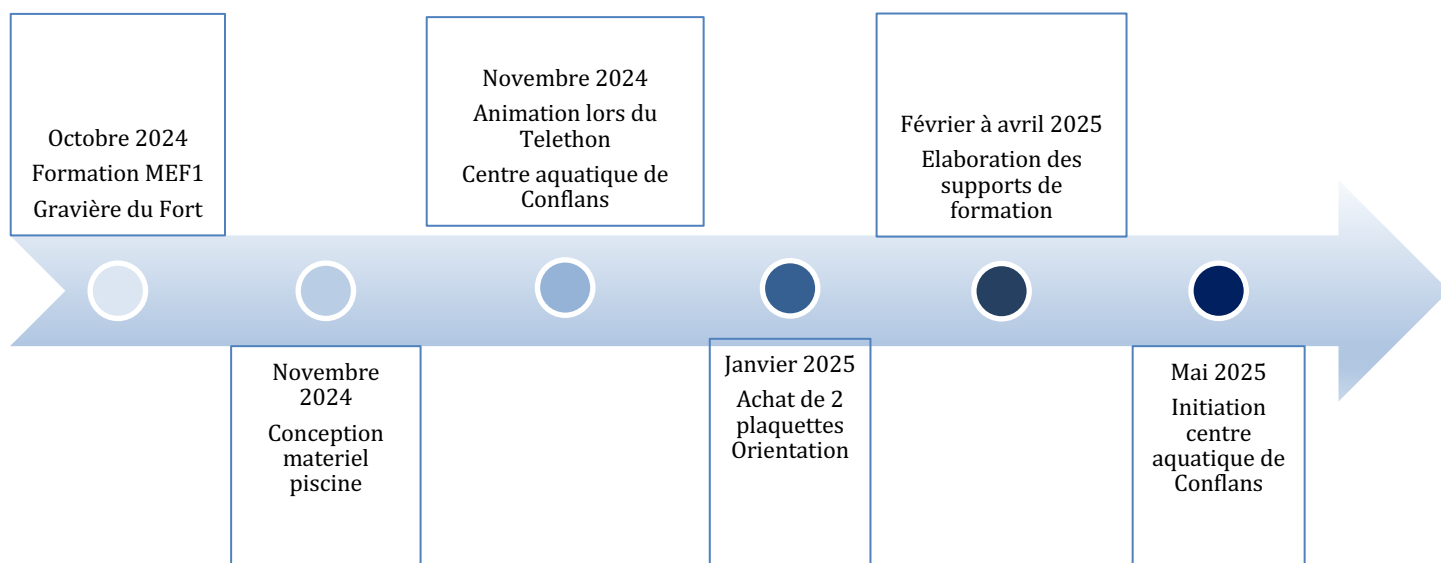 Octobre 2024
Formation MEF1
Gravière du Fort
Novembre
2024
Conception
materiel
piscine
Novembre 2024
Animation lors du
Telethon
Centre aquatique de
Conflans
Janvier 2025
Achat de 2
plaquettes
Orientation
Février à avril 2025
Elaboration des
supports de
formation
Mai 2025
Initiation
centre
aquatique de
Conflans